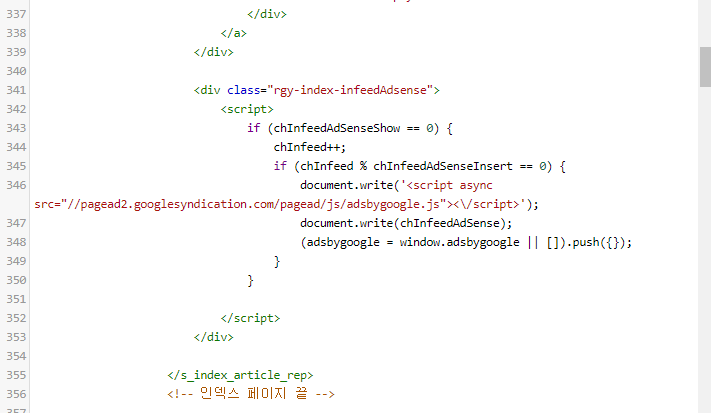 337 </div>
338 </a>
339 </div>
340
341 <div class="rgy-index-infeedAdsense">
342 <script>
343 if (chInfeedAdSenseShow == 0) {
344 chInfeed++;
345 if (chInfeed % chInfeedAdSenseInsert == 0) {
346 document.write('<script async
src="//pagead2.googlesyndication.com/pagead/js/adsbygoogle.js"><\/script>');
347 document.write(chInfeedAdSense);
348 (adsbygoogle = window.adsbygoogle || []).push({});
349 }
350 }
351
352 </script>
353 </div>
354
355 </s_index_article_rep>
356 <!-- 인덱스 페이지 끝 -->